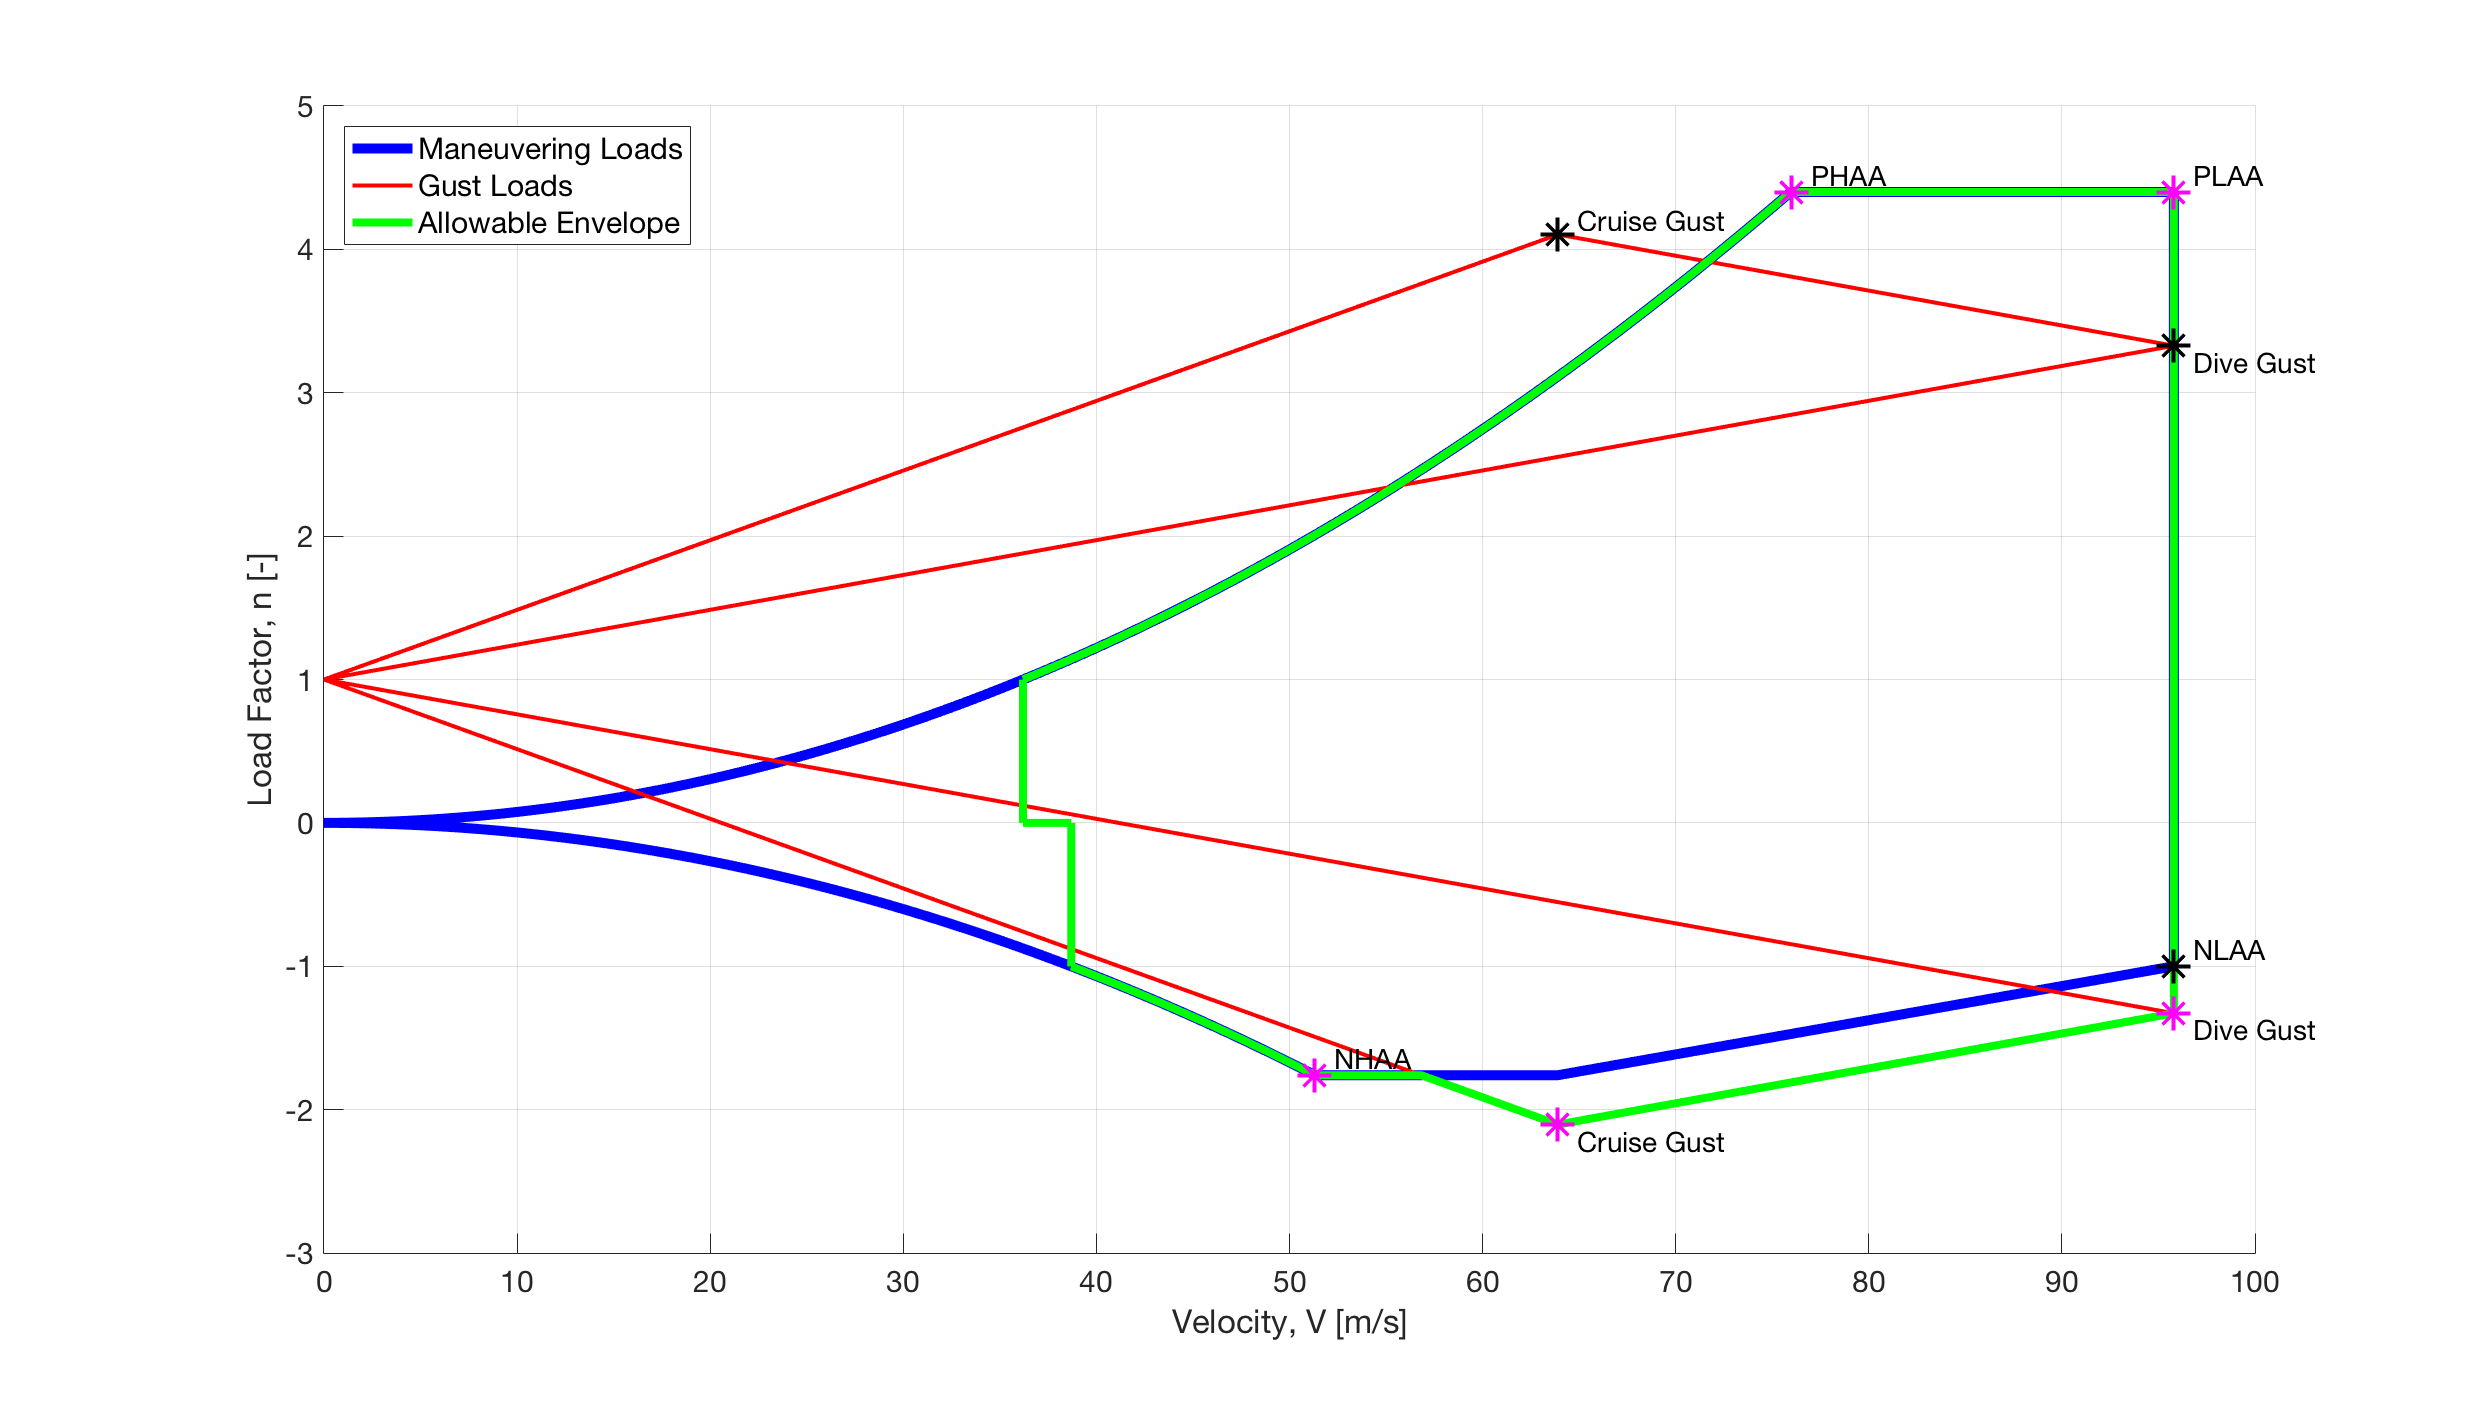 5
4
3
2
1
0
-1
-2
-3
Load Factor, n [-]
Maneuvering Loads
Gust Loads
Allowable Envelope
PHAA
PLAA
Cruise Gust
Dive Gust
NLAA
Dive Gust
NHAA
Cruise Gust
0 10 20 30 40 50 60 70 80 90 100
Velocity, V [m/s]